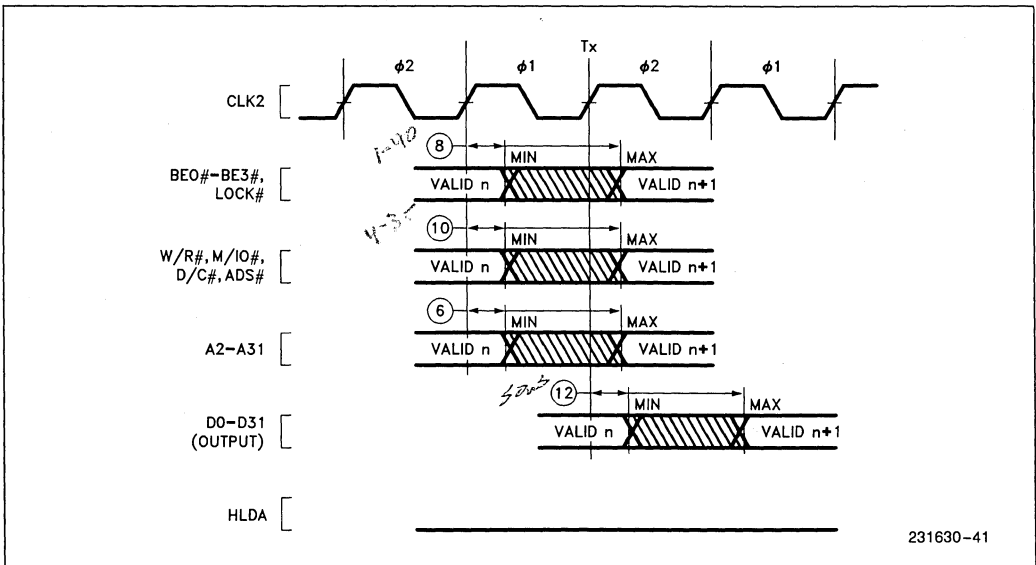 Tx
φ2 φ1 φ2 φ1
CLK2
8
MIN MAX
BE0#-BE3#,
LOCK#
VALID n VALID n+1
10
MIN MAX
W/R#, M/IO#,
D/C#, ADS#
VALID n VALID n+1
6
MIN MAX
A2-A31
VALID n VALID n+1
12
MIN MAX
D0-D31
(OUTPUT)
VALID n VALID n+1
HLDA
231630-41